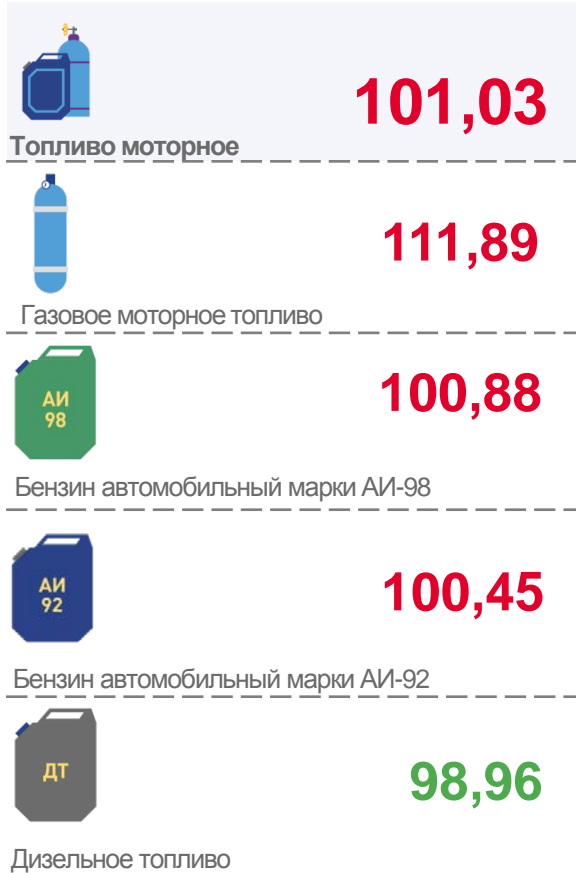 101,03
Топливо моторное
111,89
Газовое моторное топливо
АИ
98
100,88
Бензин автомобильный марки АИ-98
АИ
92
100,45
Бензин автомобильный марки АИ-92
ДТ
98,96
Дизельное топливо